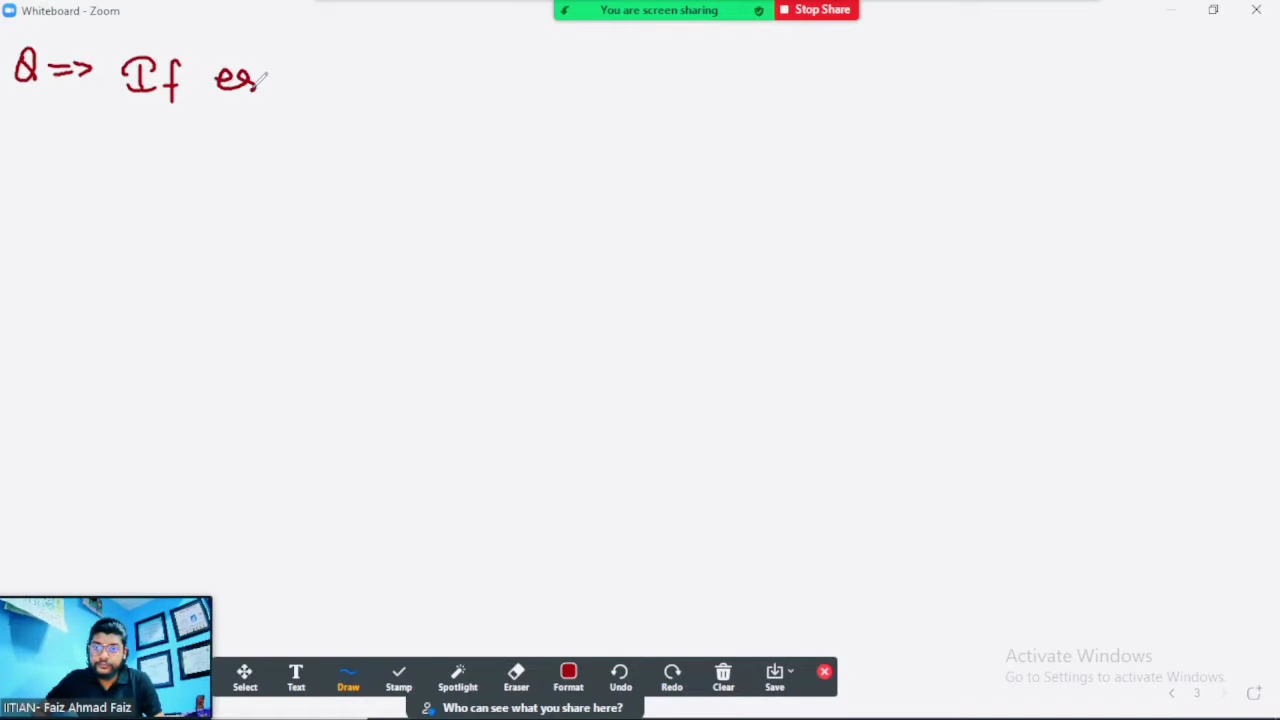 Whiteboard - Zoom
You are screen sharing
Stop Share
Q => If es
Activate Windows
Go to Settings to activate Windows.
3
Select
Text
Draw
Stamp
Spotlight
Eraser
Format
Undo
Redo
Clear
Save
IITIAN- Faiz Ahmad Faiz
Who can see what you share here?